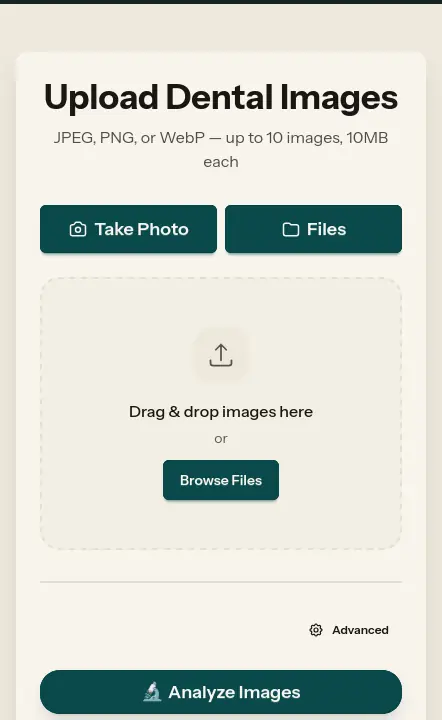 Upload Dental Images
JPEG, PNG, or WebP — up to 10 images, 10MB
each
Take Photo
Files
Drag & drop images here
or
Browse Files
Advanced
🔬 Analyze Images